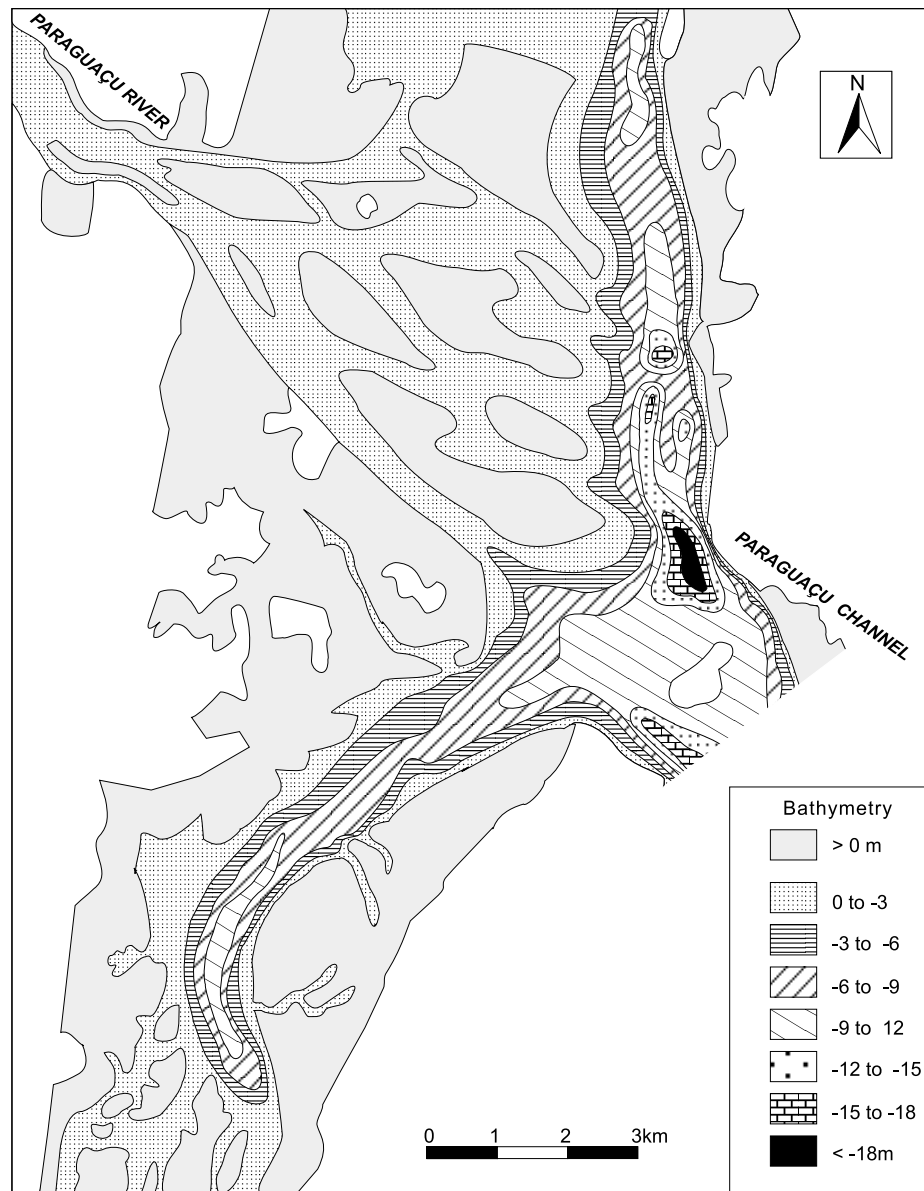 PARAGUAÇU RIVER
N
PARAGUAÇU CHANNEL
Bathymetry
> 0 m
0 to -3
-3 to -6
-6 to -9
-9 to 12
-12 to -15
-15 to -18
< -18m
0 1 2 3km